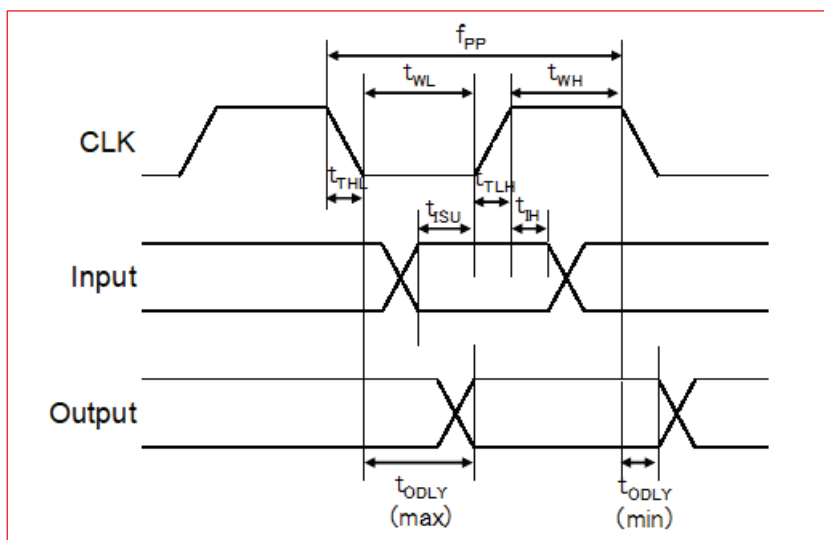 fPP
tWL
tWH
CLK
tTHL
tTLH
tISU
tIH
Input
Output
tODLY
(max)
tODLY
(min)